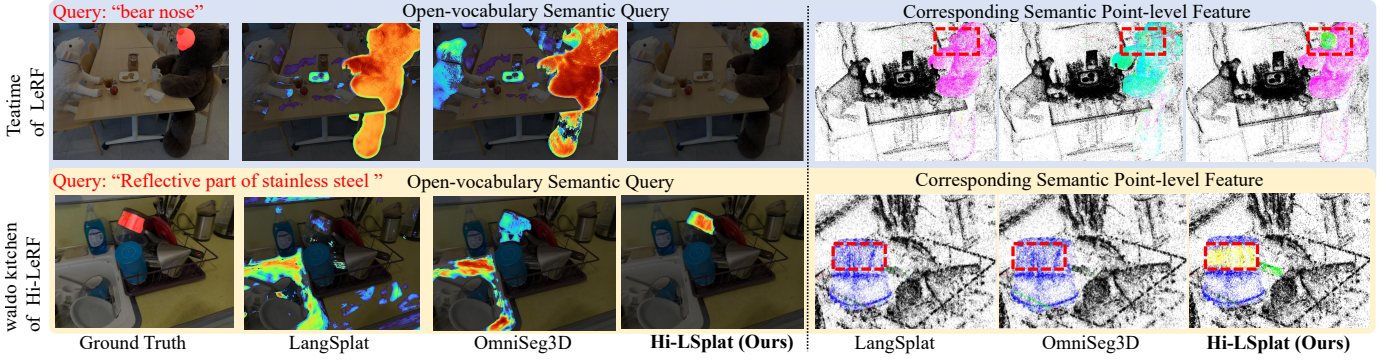 Query: “bear nose”
Open-vocabulary Semantic Query
Corresponding Semantic Point-level Feature
Teatime
of LeRF
Query: “Reflective part of stainless steel ”
Open-vocabulary Semantic Query
Corresponding Semantic Point-level Feature
waldo kitchen
of Hi-LeRF
Ground Truth
LangSplat
OmniSeg3D
Hi-LSplat (Ours)
LangSplat
OmniSeg3D
Hi-LSplat (Ours)